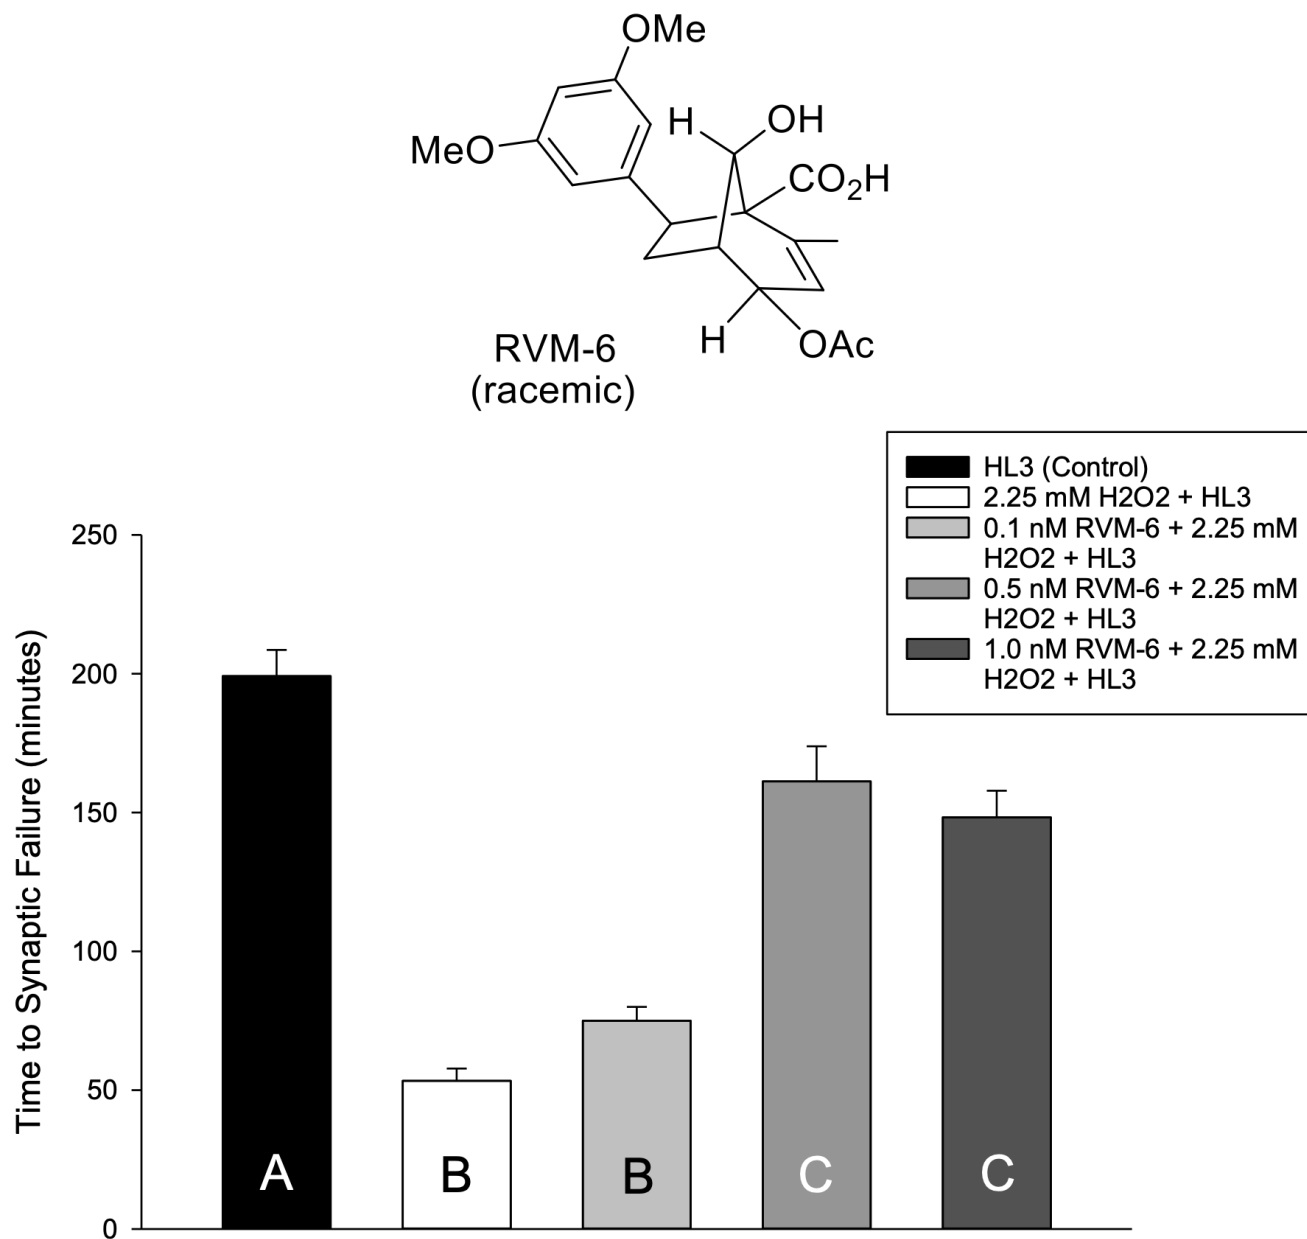 OMe
H
OH
MeO
CO2H
H
OAc
RVM-6
(racemic)
HL3 (Control)
2.25 mM H2O2 + HL3
0.1 nM RVM-6 + 2.25 mM
H2O2 + HL3
0.5 nM RVM-6 + 2.25 mM
H2O2 + HL3
1.0 nM RVM-6 + 2.25 mM
H2O2 + HL3
Time to Synaptic Failure (minutes)
250
200
150
100
50
0
A
B
B
C
C